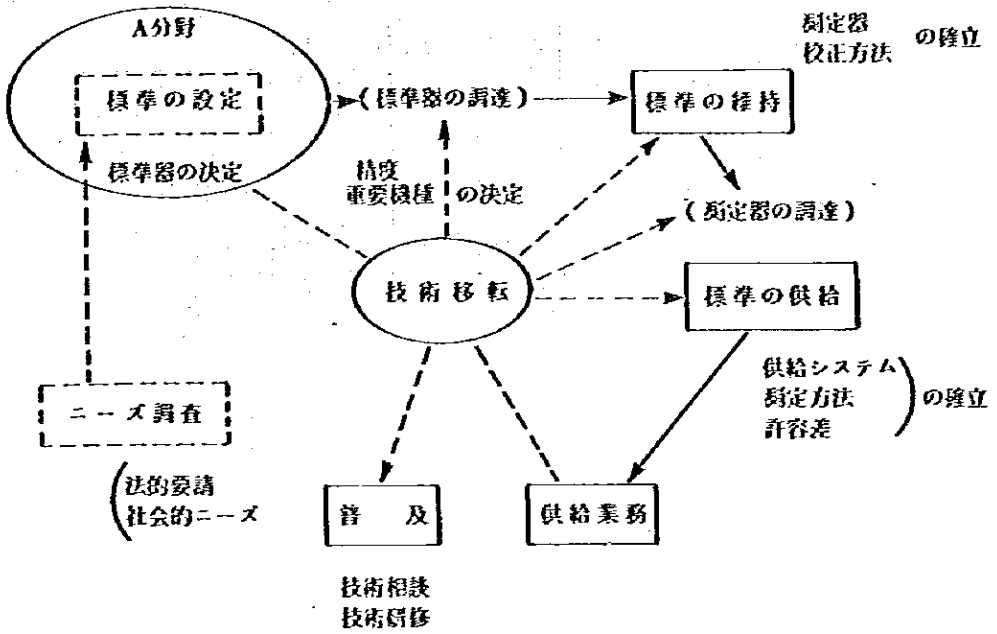 A分野
標準の設定
標準器の決定
(標準器の調達)
標準の維持
測定器
校正方法 の確立
精度
重要機種 の決定
(測定器の調達)
技術移転
標準の供給
供給システム
測定方法 の確立
許容差
ニーズ調査
法的要請
社会的ニーズ
普及
供給業務
技術相談
技術研修